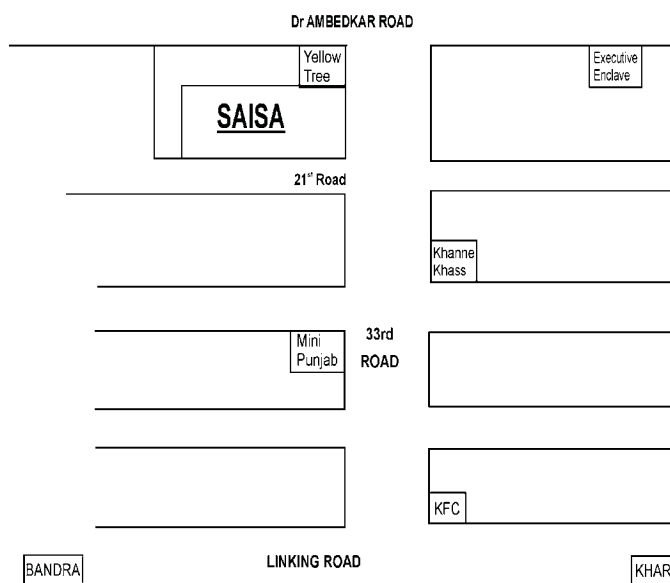 Dr AMBEDKAR ROAD
Yellow
Tree
Executive
Enclave
SAISA
21st Road
Khanne
Khass
Mini
Punjab
33rd
ROAD
KFC
BANDRA
LINKING ROAD
KHAR